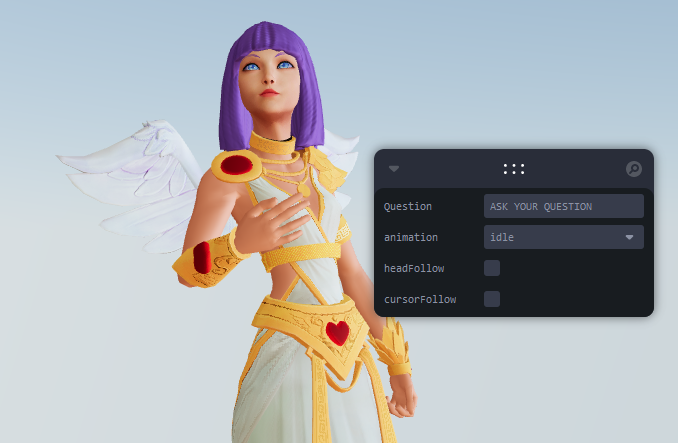 Question
ASK YOUR QUESTION
animation
idle
headFollow
cursorFollow